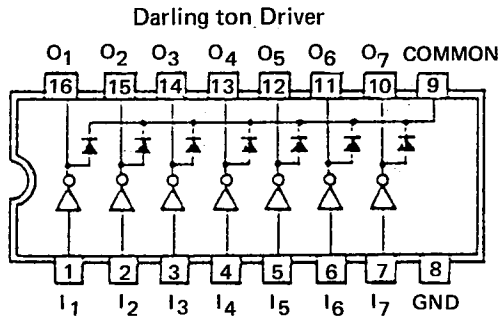 Darling ton Driver
O1 O2 O3 O4 O5 O6 O7 COMMON
16 15 14 13 12 11 10 9
1 2 3 4 5 6 7 8
I1 I2 I3 I4 I5 I6 I7 GND